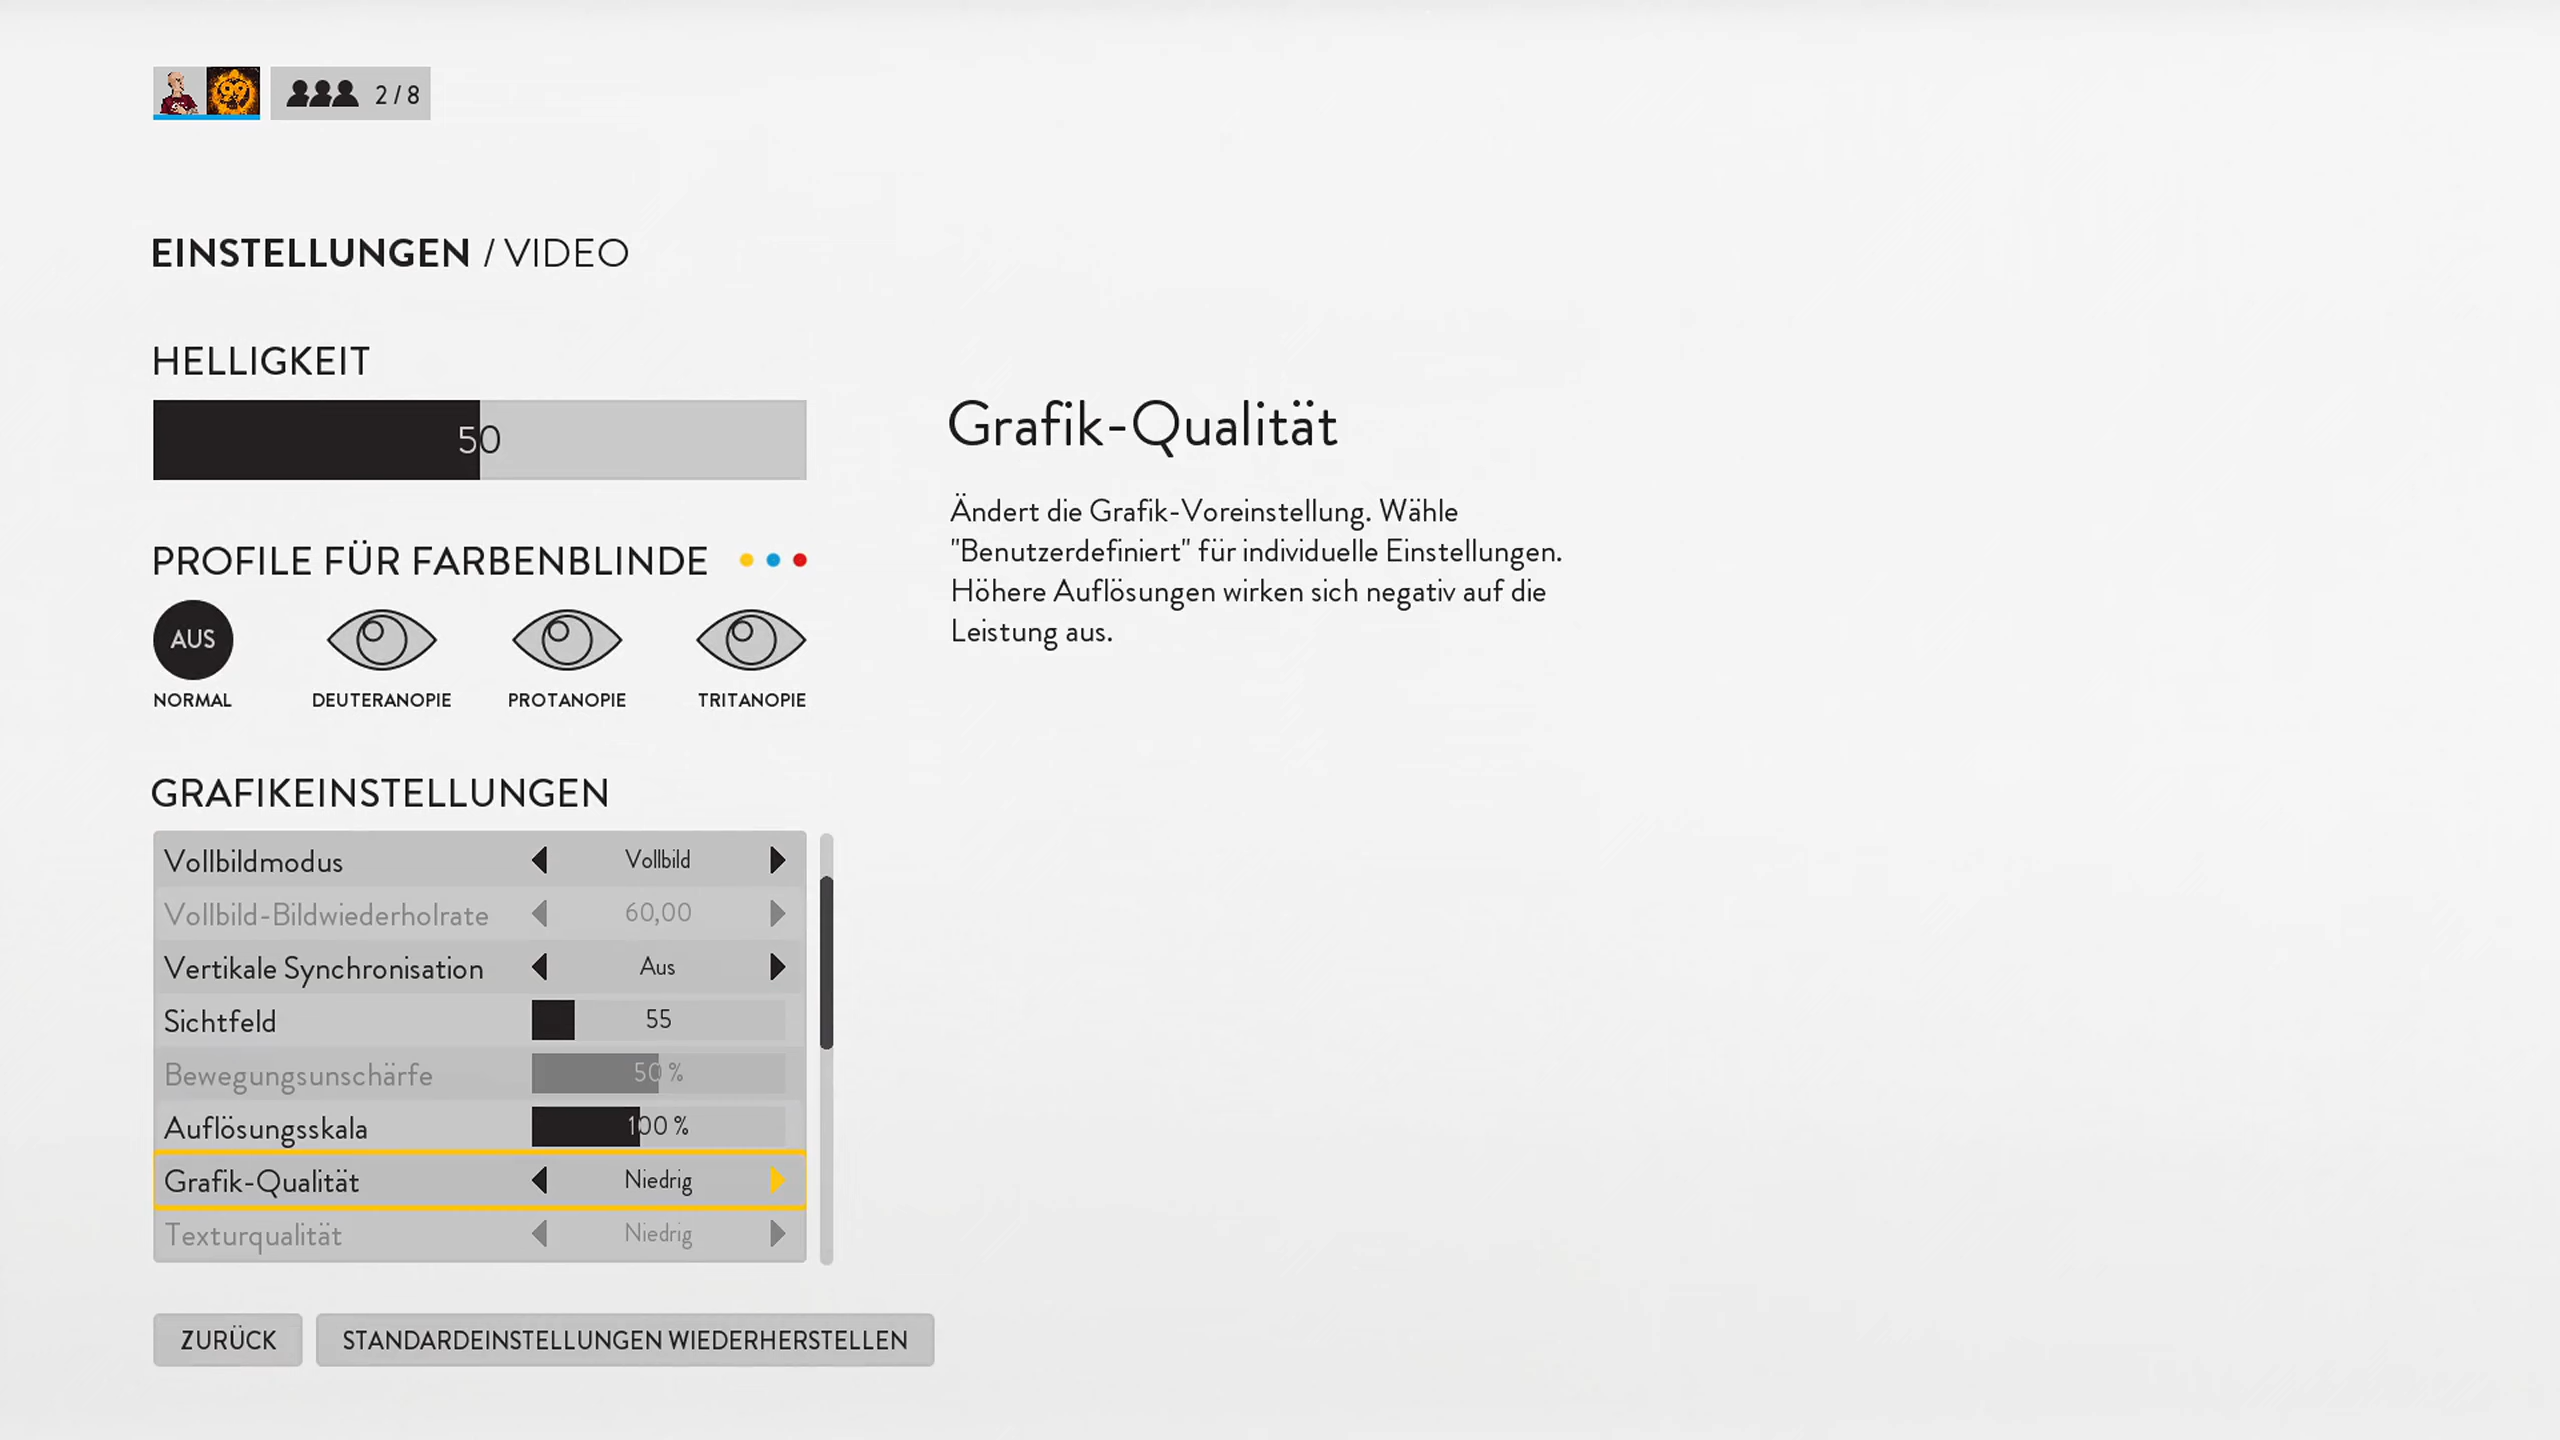 2 / 8
EINSTELLUNGEN / VIDEO
HELLIGKEIT
50
PROFILE FÜR FARBENBLINDE
AUS
NORMAL DEUTERANOPIE PROTANOPIE TRITANOPIE
GRAFIKEINSTELLUNGEN
Vollbildmodus Vollbild
Vollbild-Bildwiederholrate 60,00
Vertikale Synchronisation Aus
Sichtfeld 55
Bewegungsunschärfe 50 %
Auflösungsskala 100 %
Grafik-Qualität Niedrig
Texturqualität Niedrig
ZURÜCK STANDARDEINSTELLUNGEN WIEDERHERSTELLEN
Grafik-Qualität
Ändert die Grafik-Voreinstellung. Wähle
"Benutzerdefiniert" für individuelle Einstellungen.
Höhere Auflösungen wirken sich negativ auf die
Leistung aus.